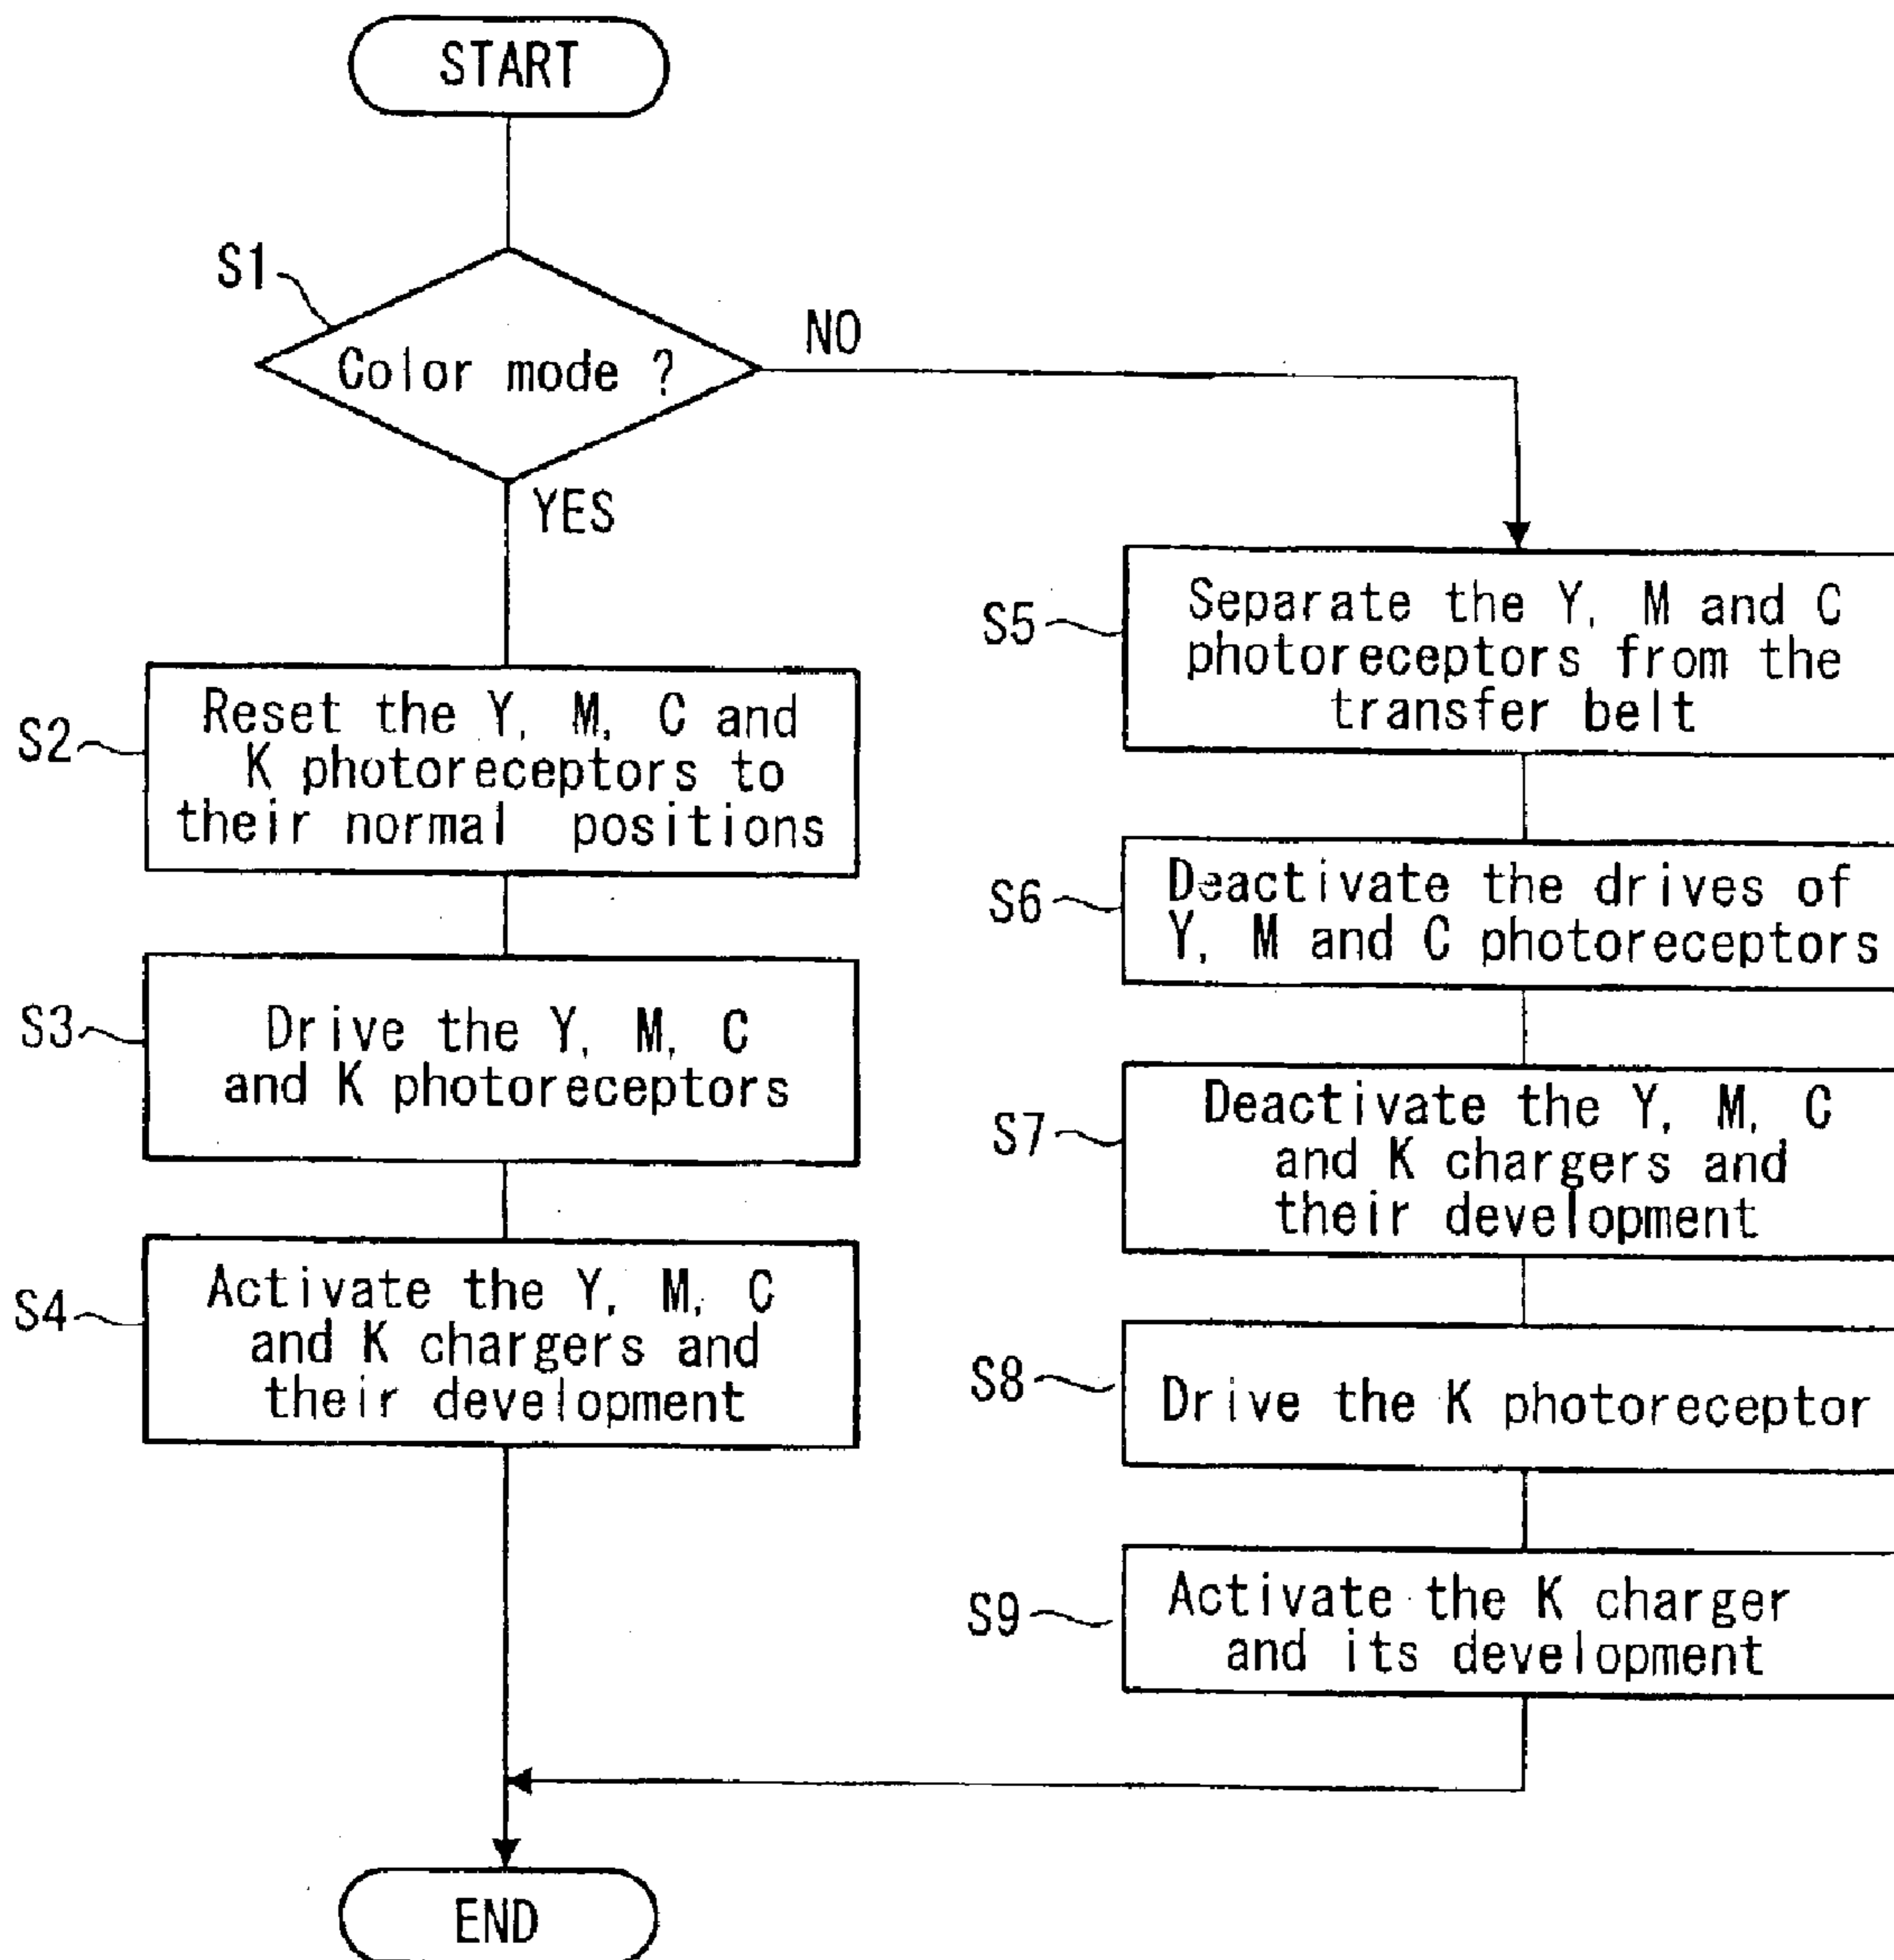 START
S1
Color mode ?
NO
YES
S2
Reset the Y, M, C and
K photoreceptors to
their normal positions
S3
Drive the Y, M, C
and K photoreceptors
S4
Activate the Y, M, C
and K chargers and
their development
S5
Separate the Y, M and C
photoreceptors from the
transfer belt
S6
Deactivate the drives of
Y, M and C photoreceptors
S7
Deactivate the Y, M, C
and K chargers and
their development
S8
Drive the K photoreceptor
S9
Activate the K charger
and its development
END